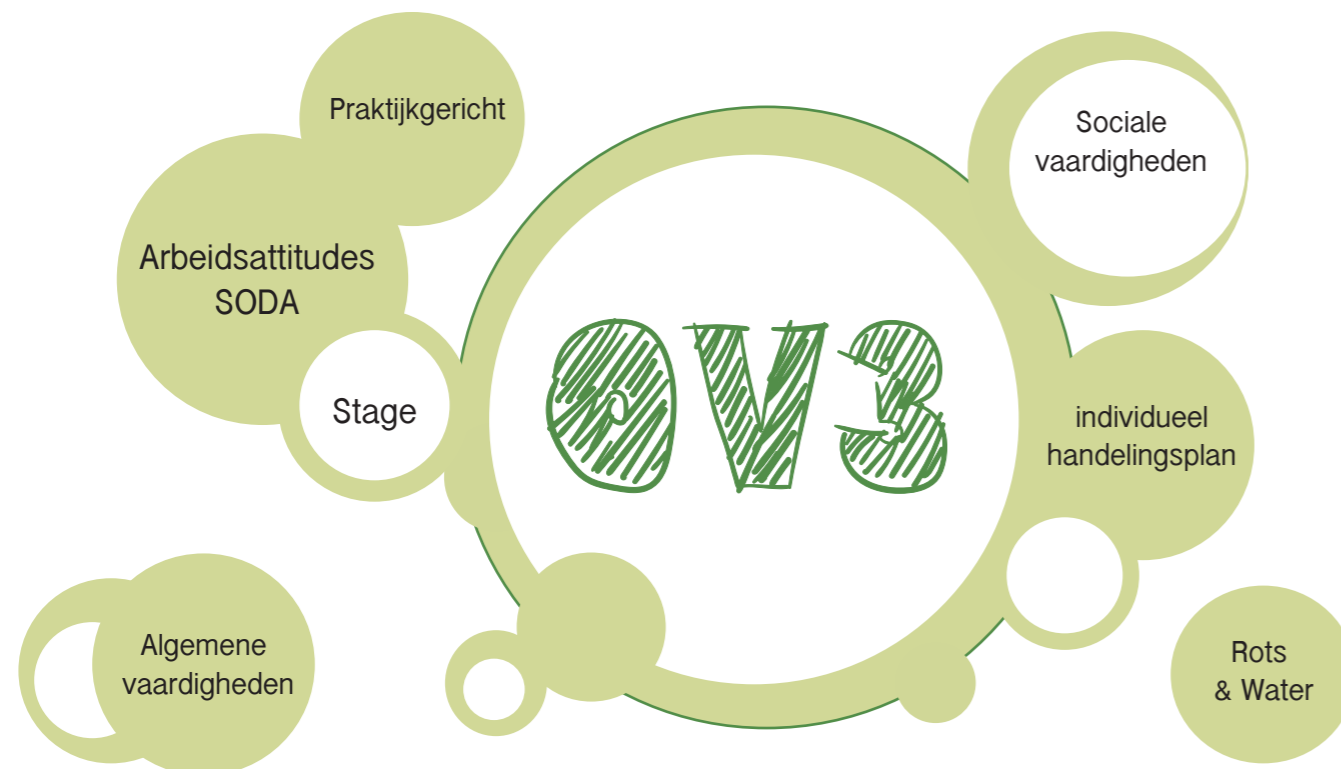 Praktijkgericht
Arbeidsattitudes
SODA
Stage
Algemene
vaardigheden
OV3
Sociale
vaardigheden
individueel
handelingsplan
Rots
& Water